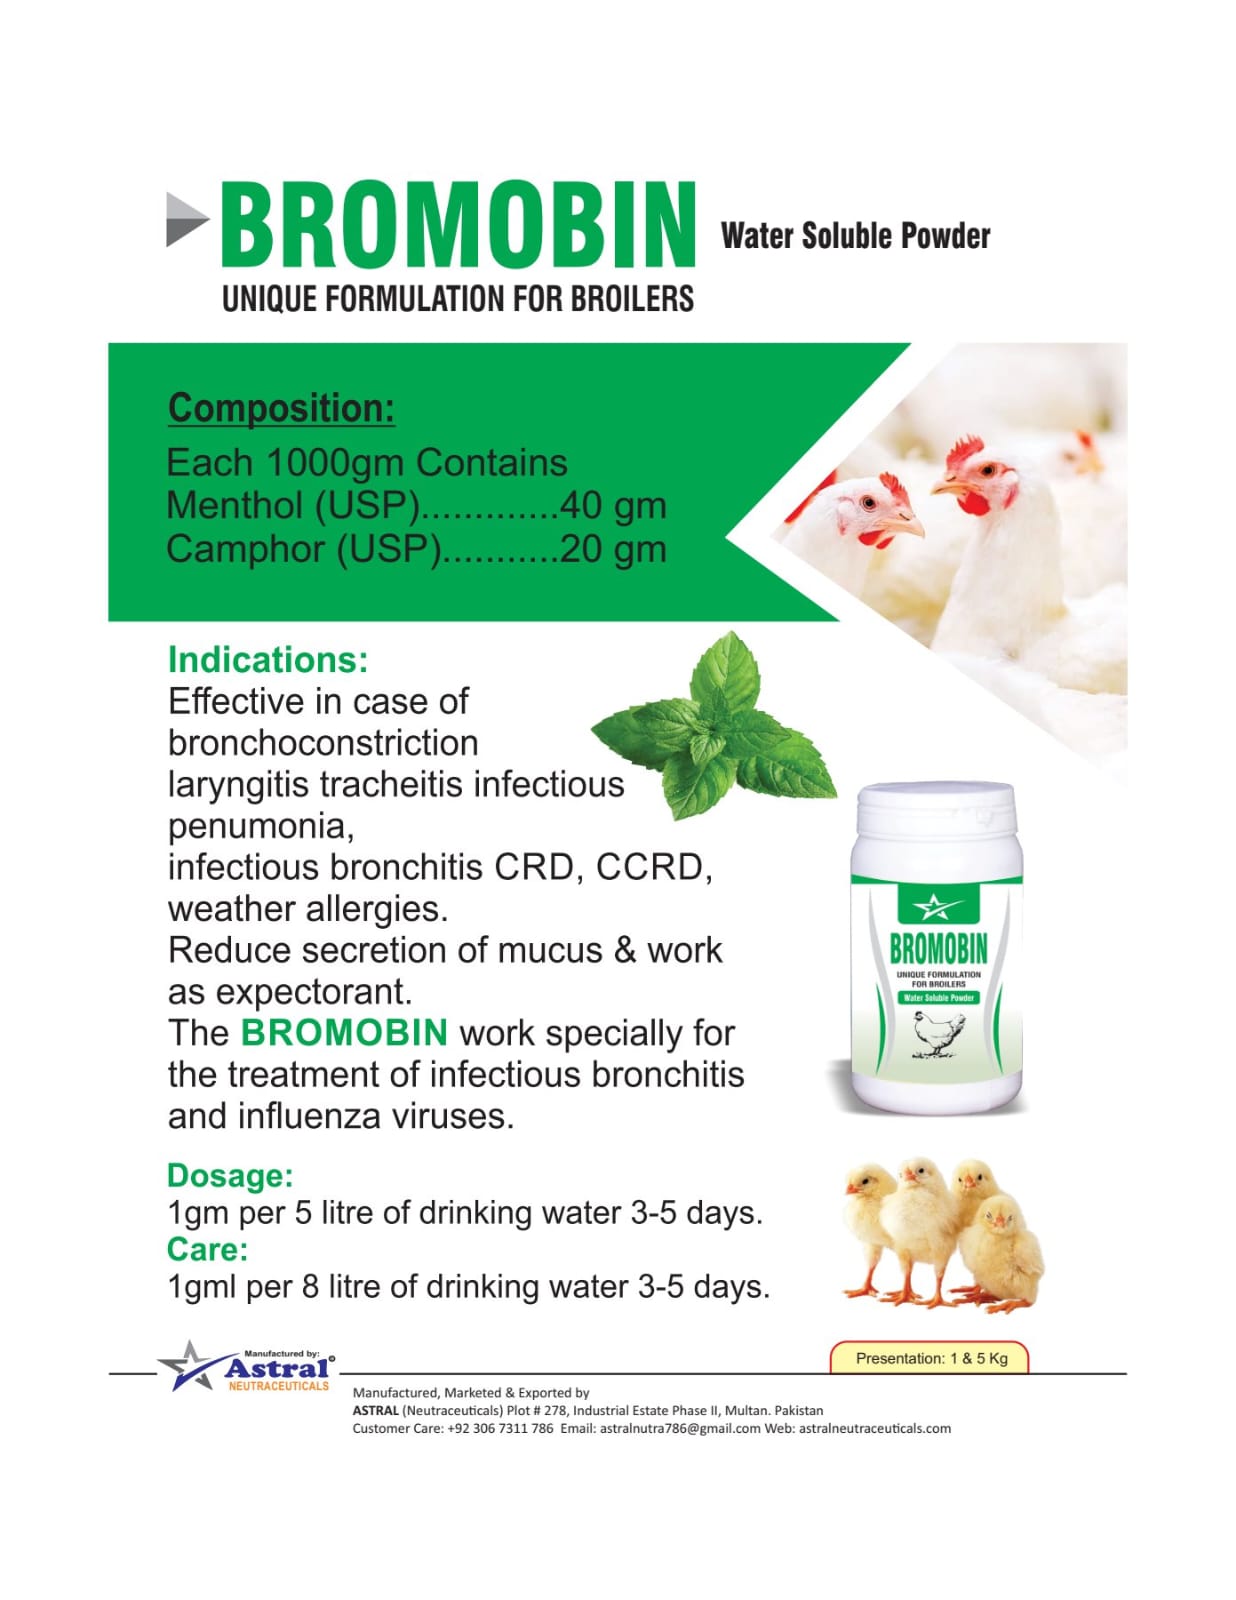 BROMOBIN Water Soluble Powder
UNIQUE FORMULATION FOR BROILERS
Composition:
Each 1000gm Contains
Menthol (USP).............40 gm
Camphor (USP)...........20 gm
Indications:
Effective in case of
bronchoconstriction
laryngitis tracheitis infectious
penumonia,
infectious bronchitis CRD, CCRD,
weather allergies.
Reduce secretion of mucus & work
as expectorant.
The BROMOBIN work specially for
the treatment of infectious bronchitis
and influenza viruses.
BROMOBIN
UNIQUE FORMULATION
FOR BROILERS
Water Soluble Powder
Dosage:
1gm per 5 litre of drinking water 3-5 days.
Care:
1gml per 8 litre of drinking water 3-5 days.
Manufactured by:
Astral®
NEUTRACEUTICALS
Presentation: 1 & 5 Kg
Manufactured, Marketed & Exported by
ASTRAL (Neutraceuticals) Plot # 278, Industrial Estate Phase II, Multan. Pakistan
Customer Care: +92 306 7311 786 Email: astralnutra786@gmail.com Web: astralneutraceuticals.com